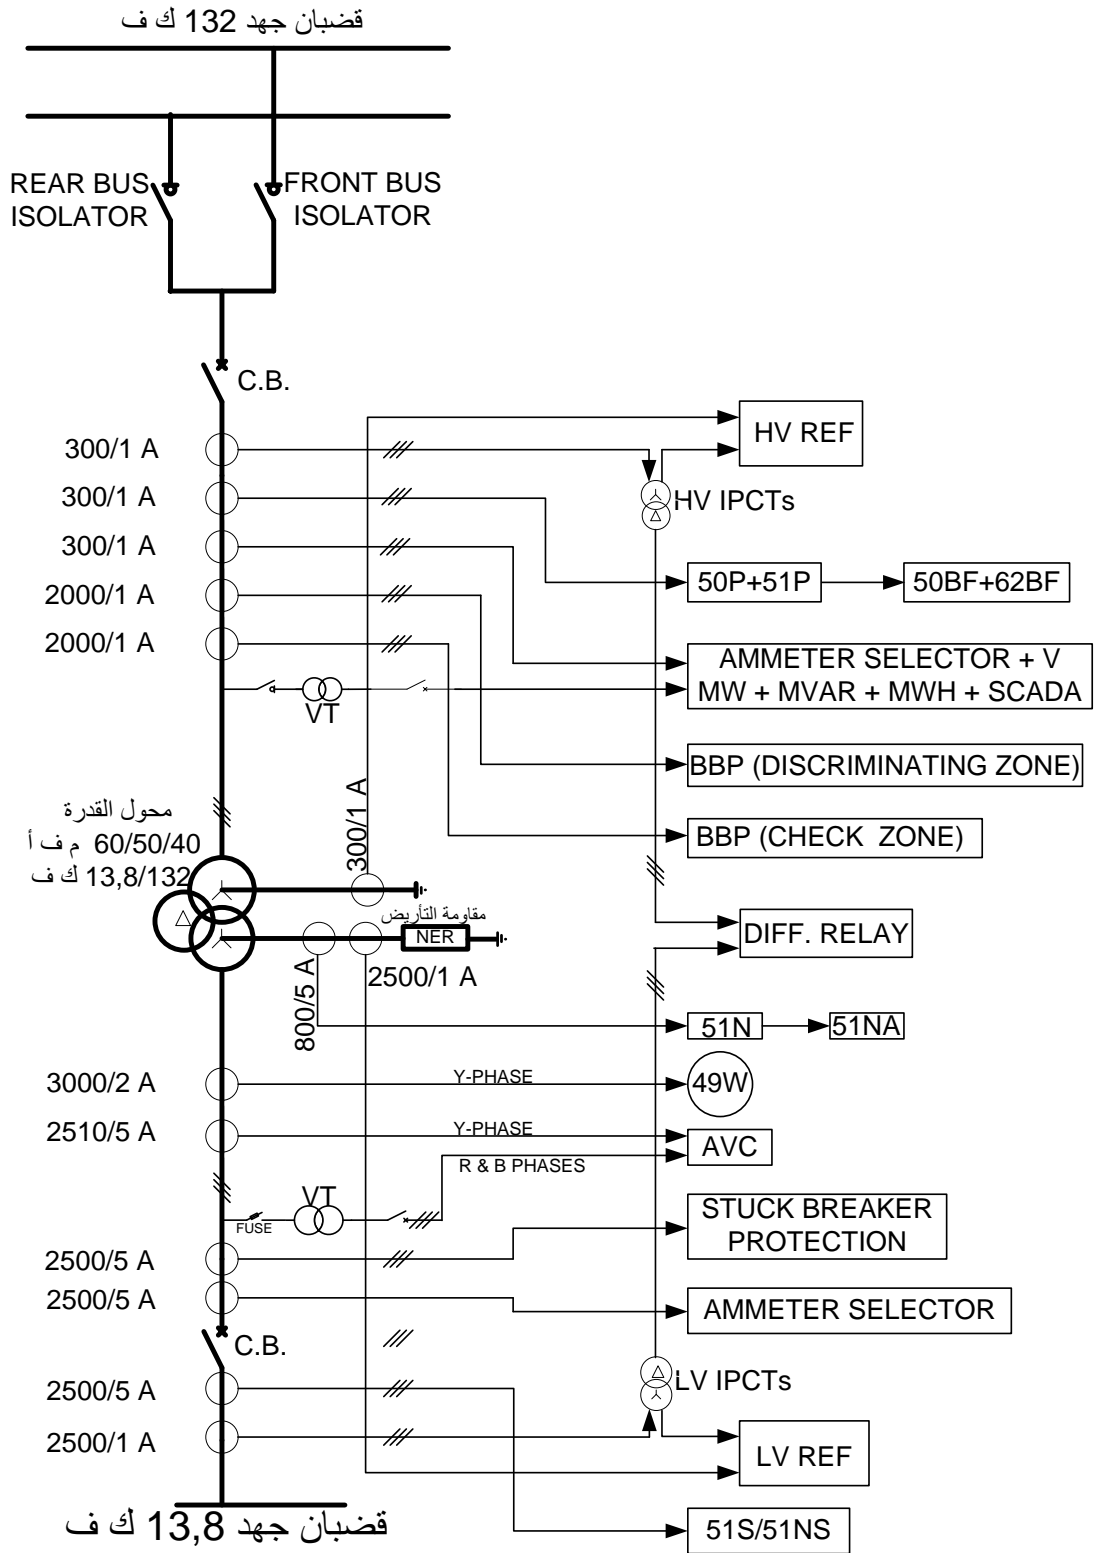 قضبان جهد 132 ك ف
REAR BUS
ISOLATOR
FRONT BUS
ISOLATOR
C.B.
300/1 A
HV REF
300/1 A
HV IPCTs
300/1 A
50P+51P
50BF+62BF
2000/1 A
2000/1 A
AMMETER SELECTOR + V
MW + MVAR + MWH + SCADA
VT
BBP (DISCRIMINATING ZONE)
300/1 A
BBP (CHECK ZONE)
محول القدرة
60/50/40 م ف أ
13,8/132 ك ف
مقاومة التأريض
NER
DIFF. RELAY
2500/1 A
800/5 A
51N
51NA
3000/2 A
Y-PHASE
49W
2510/5 A
Y-PHASE
AVC
R & B PHASES
VT
FUSE
STUCK BREAKER
PROTECTION
2500/5 A
2500/5 A
AMMETER SELECTOR
C.B.
2500/5 A
LV IPCTs
2500/1 A
LV REF
قضبان جهد 13,8 ك ف
51S/51NS